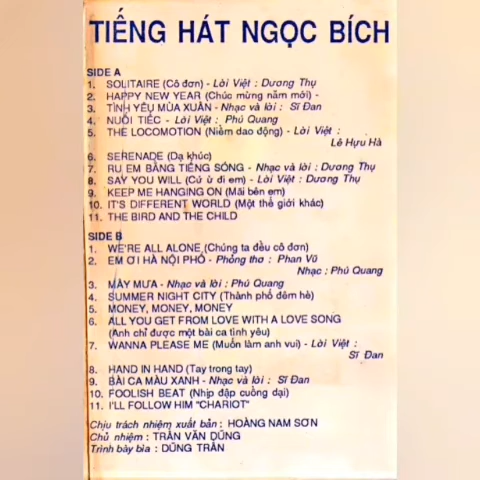 TIẾNG HÁT NGỌC BÍCH
SIDE A
1. SOLITAIRE (Cô đơn) - Lời Việt : Dương Thụ
2. HAPPY NEW YEAR (Chúc mừng năm mới) -
3. TÌNH YÊU MÙA XUÂN - Nhạc và lời : Sĩ Đan
4. NUỐI TIẾC - Lời Việt : Phú Quang
5. THE LOCOMOTION (Niềm dao động) - Lời Việt :
Lê Hựu Hà
6. SERENADE (Dạ khúc)
7. RU EM BẰNG TIẾNG SÓNG - Nhạc và lời : Dương Thụ
8. SAY YOU WILL (Cứ ừ đi em) - Lời Việt : Dương Thụ
9. KEEP ME HANGING ON (Mãi bên em)
10. IT'S DIFFERENT WORLD (Một thế giới khác)
11. THE BIRD AND THE CHILD
SIDE B
1. WE'RE ALL ALONE (Chúng ta đều cô đơn)
2. EM ƠI HÀ NỘI PHỐ - Phỏng thơ : Phan Vũ
Nhạc : Phú Quang
3. MÂY MƯA - Nhạc và lời : Phú Quang
4. SUMMER NIGHT CITY (Thành phố đêm hè)
5. MONEY, MONEY, MONEY
6. ALL YOU GET FROM LOVE WITH A LOVE SONG
(Anh chỉ được một bài ca tình yêu)
7. WANNA PLEASE ME (Muốn làm anh vui) - Lời Việt :
Sĩ Đan
8. HAND IN HAND (Tay trong tay)
9. BÀI CA MÀU XANH - Nhạc và lời : Sĩ Đan
10. FOOLISH BEAT (Nhịp đập cuồng dại)
11. I'LL FOLLOW HIM "CHARIOT"
Chịu trách nhiệm xuất bản : HOÀNG NAM SƠN
Chủ nhiệm : TRẦN VĂN DŨNG
Trình bày bìa : DŨNG TRẦN